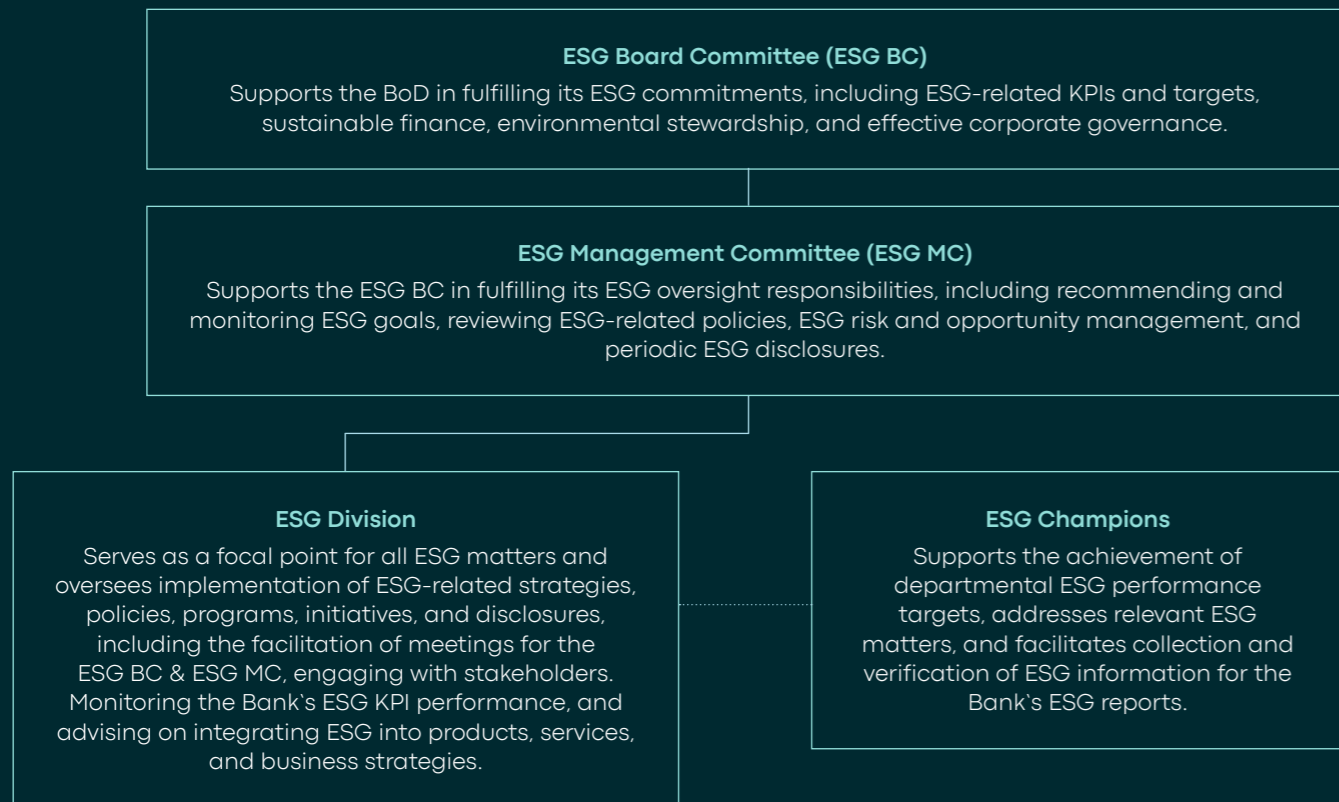 ESG Board Committee (ESG BC)
Supports the BoD in fulfilling its ESG commitments, including ESG-related KPIs and targets,
sustainable finance, environmental stewardship, and effective corporate governance.
ESG Management Committee (ESG MC)
Supports the ESG BC in fulfilling its ESG oversight responsibilities, including recommending and
monitoring ESG goals, reviewing ESG-related policies, ESG risk and opportunity management, and
periodic ESG disclosures.
ESG Division
Serves as a focal point for all ESG matters and
oversees implementation of ESG-related strategies,
policies, programs, initiatives, and disclosures,
including the facilitation of meetings for the
ESG BC & ESG MC, engaging with stakeholders.
Monitoring the Bank`s ESG KPI performance, and
advising on integrating ESG into products, services,
and business strategies.
ESG Champions
Supports the achievement of
departmental ESG performance
targets, addresses relevant ESG
matters, and facilitates collection and
verification of ESG information for the
Bank`s ESG reports.